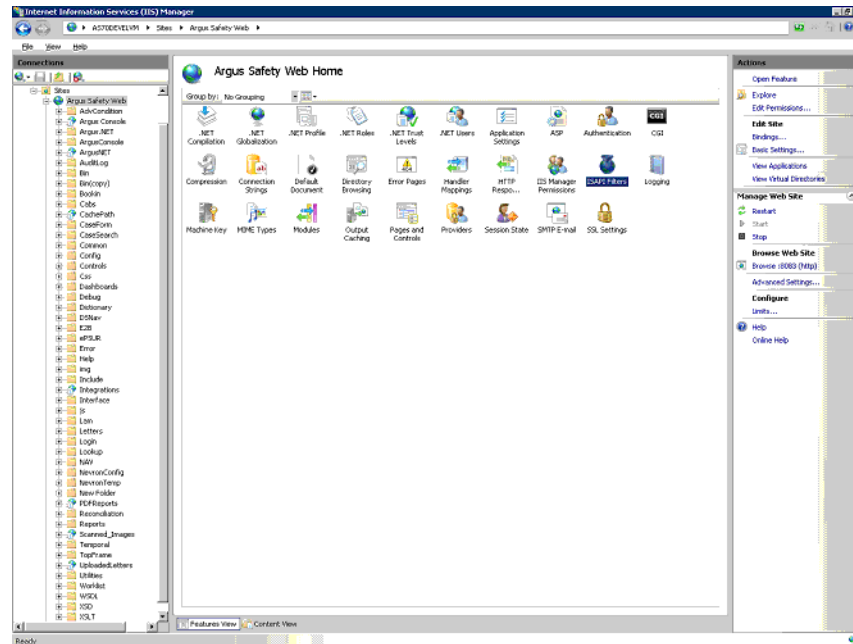 Internet Information Services (IIS) Manager
AS70DEVELVM Sites Argus Safety Web
File View Help
Connections
Sites
Argus Safety Web
AdvCondition
Argus Console
Argus.NET
ArgusConsole
ArgusNET
AuditLog
Bin
Bin(copy)
Bookin
Cabs
CachePath
CaseForm
CaseSearch
Common
Config
Controls
Css
Dashboards
Debug
Dictionary
DSNav
E2B
ePSUR
Error
Help
img
Include
Integrations
Interface
js
Lam
Letters
Login
Lookup
NAV
NevronConfig
NevronTemp
New Folder
PDFReports
Reconciliation
Reports
Scanned_Images
Temporal
TopFrame
UploadedLetters
Utilities
Worklist
WSDL
XSD
XSLT
Argus Safety Web Home
Group by: No Grouping
.NET Compilation
.NET Globalization
.NET Profile
.NET Roles
.NET Trust Levels
.NET Users
Application Settings
ASP
Authentication
CGI
CGI
Compression
Connection Strings
Default Document
Directory Browsing
Error Pages
Handler Mappings
HTTP Respo...
IIS Manager Permissions
ISAPI Filters
Logging
Machine Key
MIME Types
Modules
Output Caching
Pages and Controls
Providers
Session State
SMTP E-mail
SSL Settings
Features View Content View
Actions
Open Feature
Explore
Edit Permissions...
Edit Site
Bindings...
Basic Settings...
View Applications
View Virtual Directories
Manage Web Site
Restart
Start
Stop
Browse Web Site
Browse :8083 (http)
Advanced Settings...
Configure
Limits...
Help
Online Help
Ready